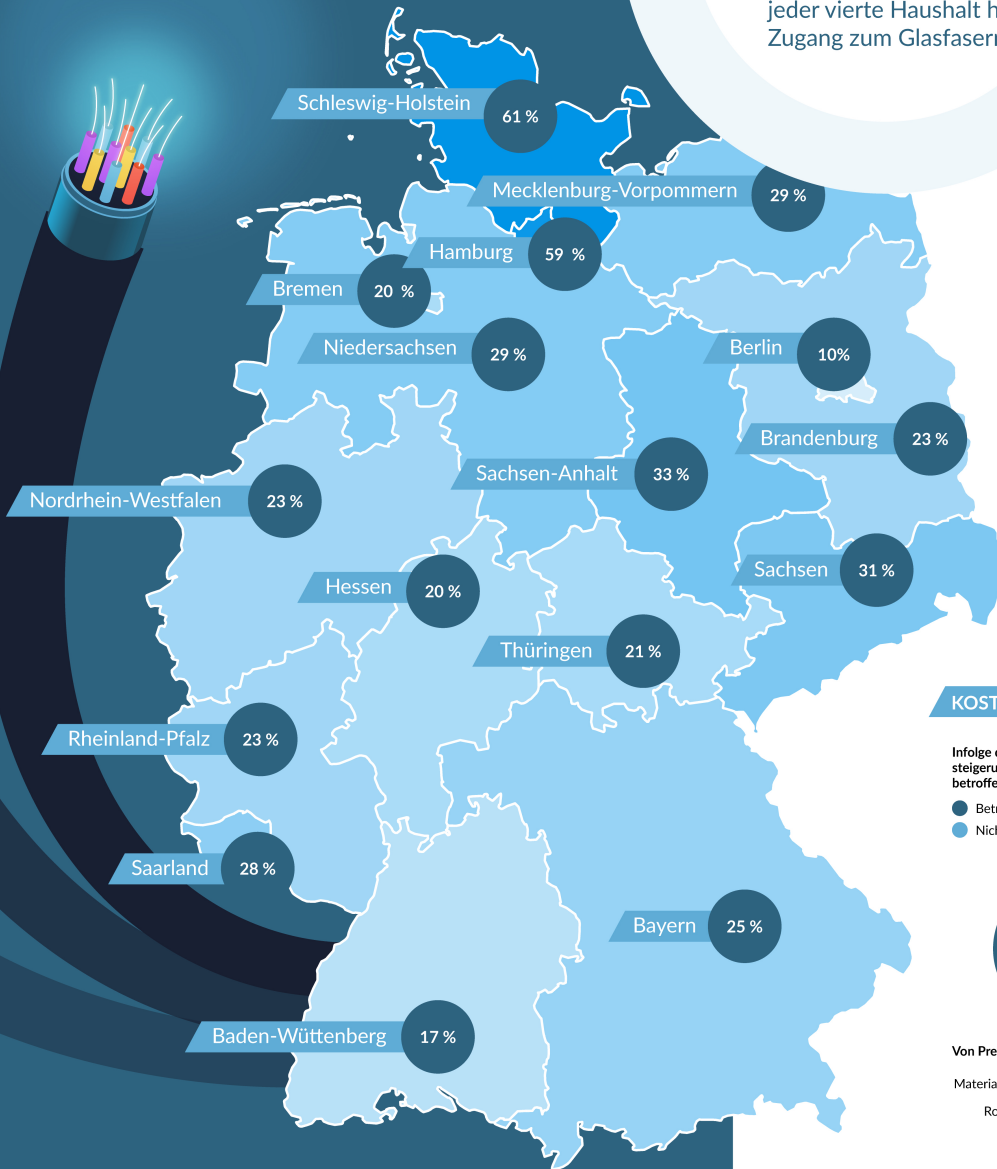 jeder vierte Haushalt
Zugang zum
Schleswig-Holstein
61 %
Mecklenburg-Vorpommern
29 %
Hamburg
59 %
Bremen
20 %
Niedersachsen
29 %
Berlin
10%
Brandenburg
23 %
Sachsen-Anhalt
33 %
Nordrhein-Westfalen
23 %
Sachsen
31 %
Hessen
20 %
Thüringen
21 %
KOST
Rheinland-Pfalz
23 %
Infolge
Saarland
28 %
Bayern
25 %
Baden-Wüttenberg
17 %
Von